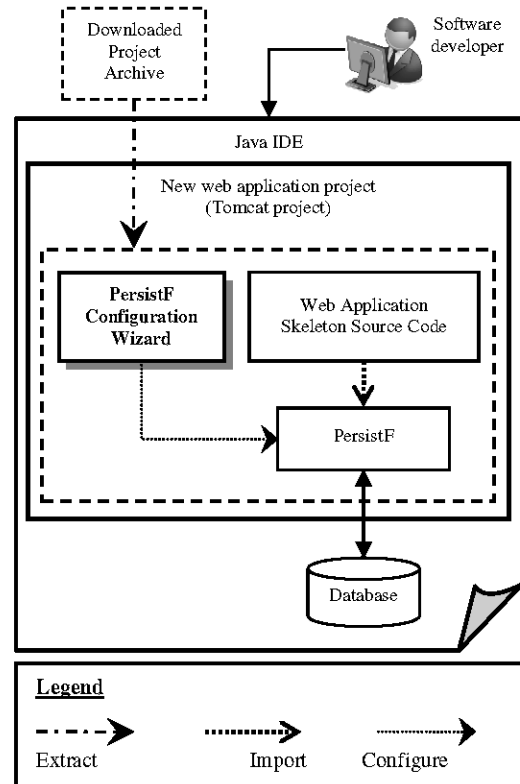 Downloaded
Project
Archive
Software
developer
Java IDE
New web application project
(Tomcat project)
PersistF
Configuration
Wizard
Web Application
Skeleton Source Code
PersistF
Database
Legend
Extract
Import
Configure